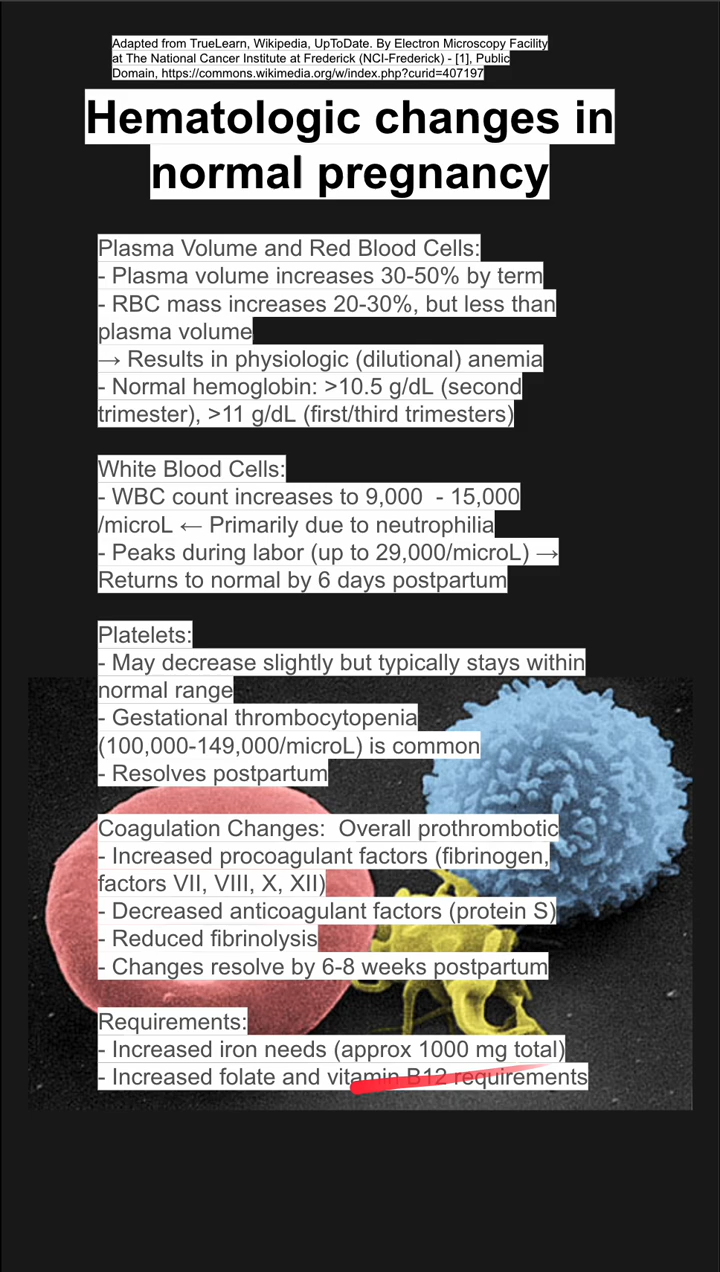 Adapted from TrueLearn, Wikipedia, UpToDate. By Electron Microscopy Facility
at The National Cancer Institute at Frederick (NCI-Frederick) - [1], Public
Domain, https://commons.wikimedia.org/w/index.php?curid=407197
Hematologic changes in
normal pregnancy
Plasma Volume and Red Blood Cells:
- Plasma volume increases 30-50% by term
- RBC mass increases 20-30%, but less than
plasma volume
→ Results in physiologic (dilutional) anemia
- Normal hemoglobin: >10.5 g/dL (second
trimester), >11 g/dL (first/third trimesters)
White Blood Cells:
- WBC count increases to 9,000  - 15,000
/microL ← Primarily due to neutrophilia
- Peaks during labor (up to 29,000/microL) →
Returns to normal by 6 days postpartum
Platelets:
- May decrease slightly but typically stays within
normal range
- Gestational thrombocytopenia
(100,000-149,000/microL) is common
- Resolves postpartum
Coagulation Changes:  Overall prothrombotic
- Increased procoagulant factors (fibrinogen,
factors VII, VIII, X, XII)
- Decreased anticoagulant factors (protein S)
- Reduced fibrinolysis
- Changes resolve by 6-8 weeks postpartum
Requirements:
- Increased iron needs (approx 1000 mg total)
- Increased folate and vitamin B12 requirements